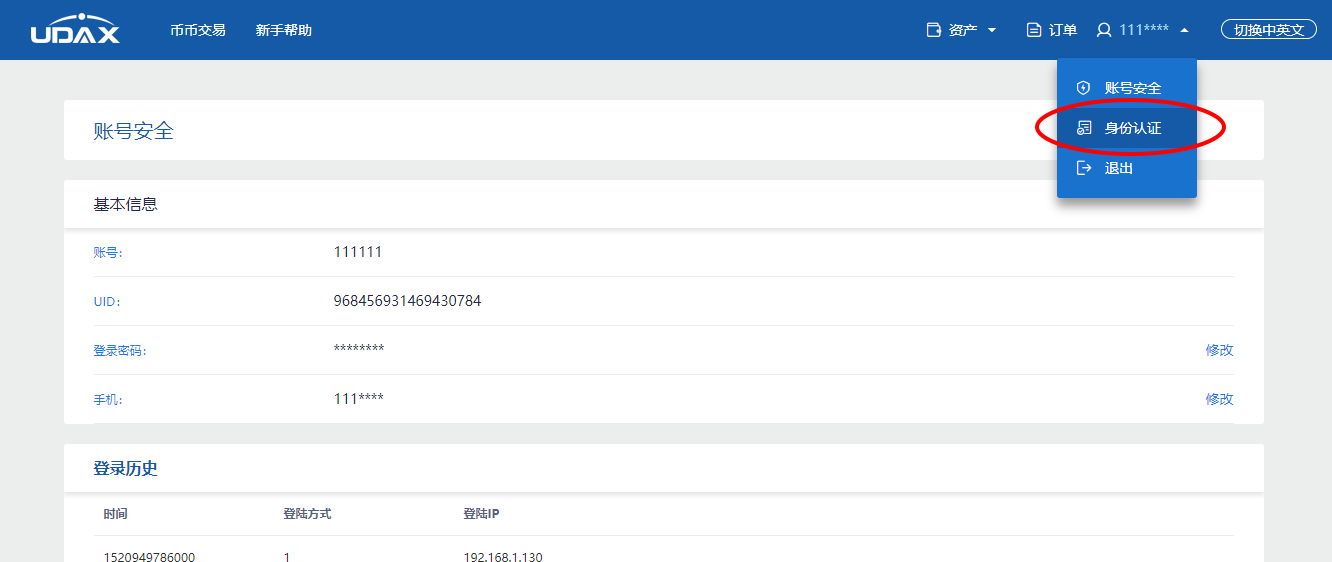 UDAX 币币交易 新手帮助 资产 订单 111**** 切换中英文
账号安全
身份认证
退出
账号安全
基本信息
账号: 111111
UID: 968456931469430784
登录密码: ******** 修改
手机: 111**** 修改
登录历史
时间 登陆方式 登陆IP
1520949786000 1 192.168.1.130